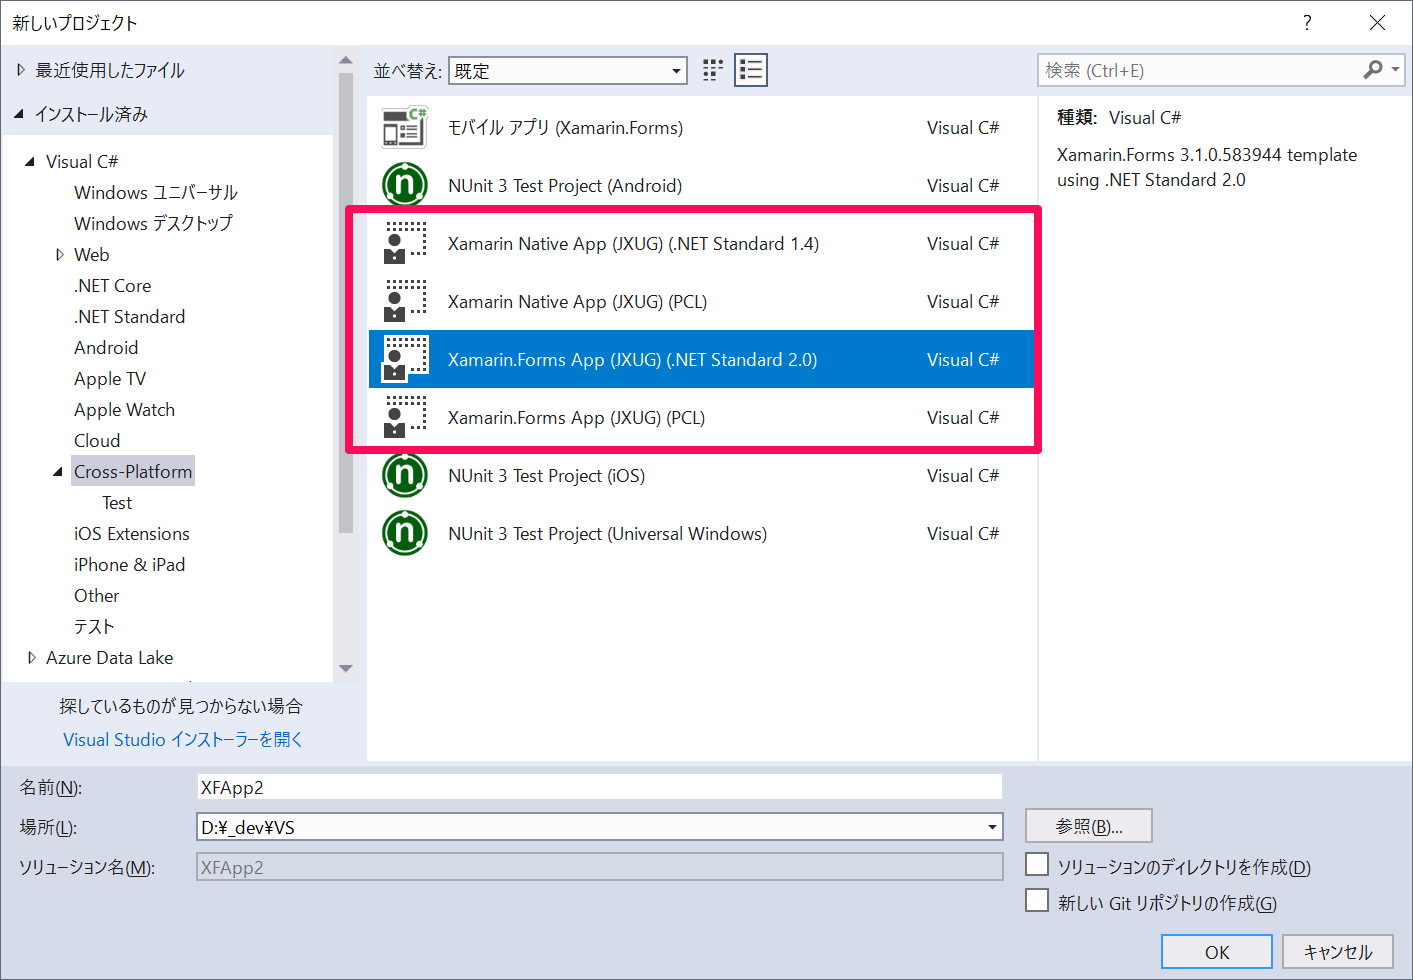 新しいプロジェクト
?
最近使用したファイル
インストール済み
Visual C#
Windows ユニバーサル
Windows デスクトップ
Web
.NET Core
.NET Standard
Android
Apple TV
Apple Watch
Cloud
Cross-Platform
Test
iOS Extensions
iPhone & iPad
Other
テスト
Azure Data Lake
探しているものが見つからない場合
Visual Studio インストーラーを開く
並べ替え: 既定
モバイル アプリ (Xamarin.Forms) Visual C#
NUnit 3 Test Project (Android) Visual C#
Xamarin Native App (JXUG) (.NET Standard 1.4) Visual C#
Xamarin Native App (JXUG) (PCL) Visual C#
Xamarin.Forms App (JXUG) (.NET Standard 2.0) Visual C#
Xamarin.Forms App (JXUG) (PCL) Visual C#
NUnit 3 Test Project (iOS) Visual C#
NUnit 3 Test Project (Universal Windows) Visual C#
検索 (Ctrl+E)
種類: Visual C#
Xamarin.Forms 3.1.0.583944 template
using .NET Standard 2.0
名前(N): XFApp2
場所(L): D:¥_dev¥VS
参照(B)...
ソリューション名(M): XFApp2
ソリューションのディレクトリを作成(D)
新しい Git リポジトリの作成(G)
OK キャンセル